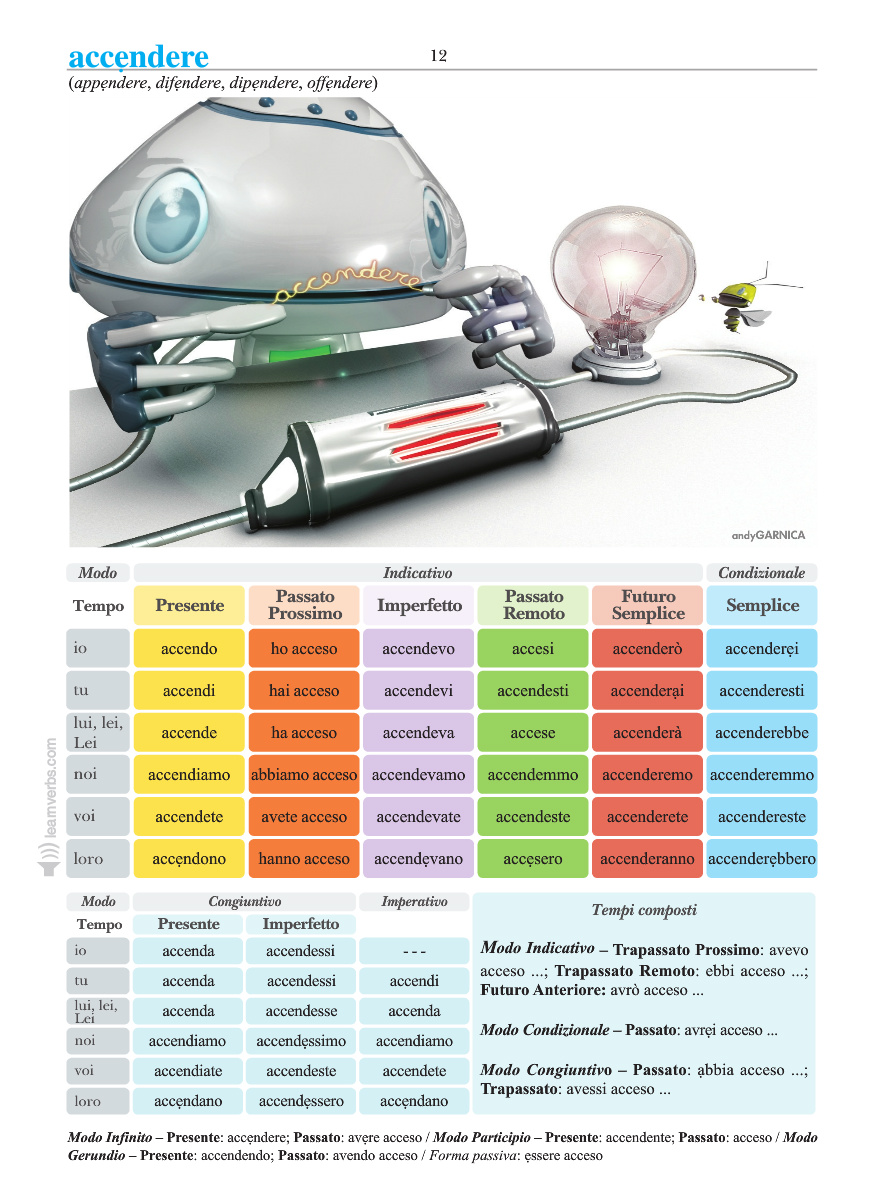 accẹndere
12
(appẹndere, difẹndere, dipẹndere, offẹndere)
accendere
andyGARNICA
Modo Indicativo Condizionale
Tempo Presente Passato Prossimo Imperfetto Passato Remoto Futuro Semplice Semplice
io accendo ho acceso accendevo accesi accenderò accenderẹi
tu accendi hai acceso accendevi accendesti accenderại accenderesti
lui, lei, Lei accende ha acceso accendeva accese accenderà accenderebbe
noi accendiamo abbiamo acceso accendevamo accendemmo accenderemo accenderemmo
voi accendete avete acceso accendevate accendeste accenderete accendereste
loro accẹndono hanno acceso accendẹvano accẹsero accenderanno accenderẹbbero
learnverbs.com
Modo Congiuntivo Imperativo
Tempo Presente Imperfetto
io accenda accendessi - - -
tu accenda accendessi accendi
lui, lei, Lei accenda accendesse accenda
noi accendiamo accendẹssimo accendiamo
voi accendiate accendeste accendete
loro accẹndano accendẹssero accẹndano
Tempi composti
Modo Indicativo – Trapassato Prossimo: avevo
acceso ...; Trapassato Remoto: ebbi acceso ...;
Futuro Anteriore: avrò acceso ...
Modo Condizionale – Passato: avrẹi acceso ...
Modo Congiuntivo – Passato: ạbbia acceso ...;
Trapassato: avessi acceso ...
Modo Infinito – Presente: accẹndere; Passato: avẹre acceso / Modo Participio – Presente: accendente; Passato: acceso / Modo
Gerundio – Presente: accendendo; Passato: avendo acceso / Forma passiva: ẹssere acceso